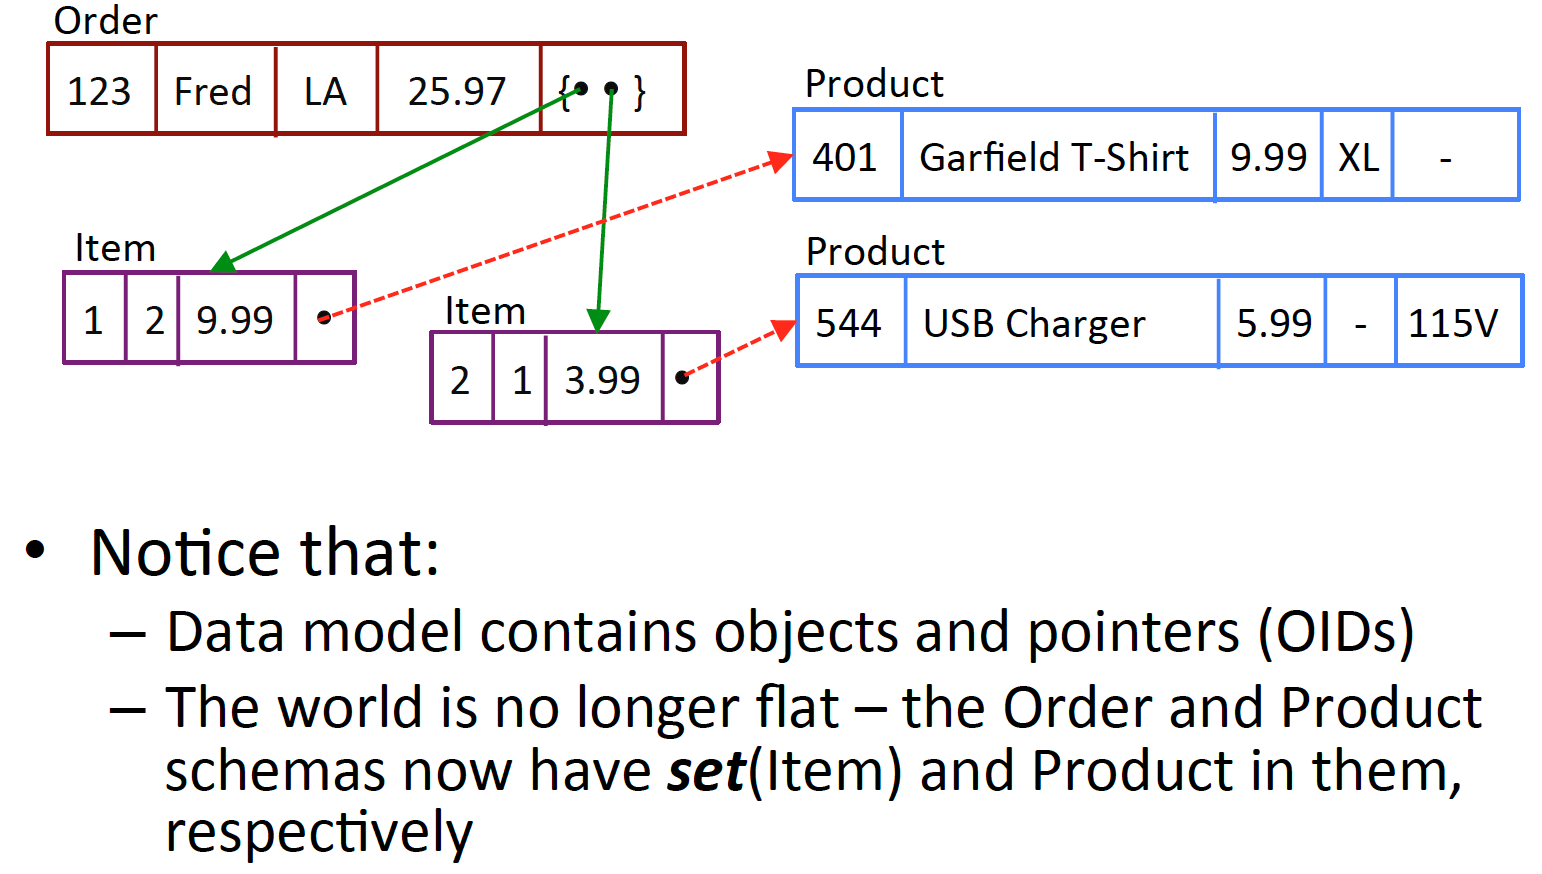 Order
123 Fred LA 25.97 { }
Product
401 Garfield T-Shirt 9.99 XL -
Item
1 2 9.99
Product
544 USB Charger 5.99 - 115V
Item
2 1 3.99
• Notice that:
– Data model contains objects and pointers (OIDs)
– The world is no longer flat – the Order and Product
schemas now have set(Item) and Product in them,
respectively